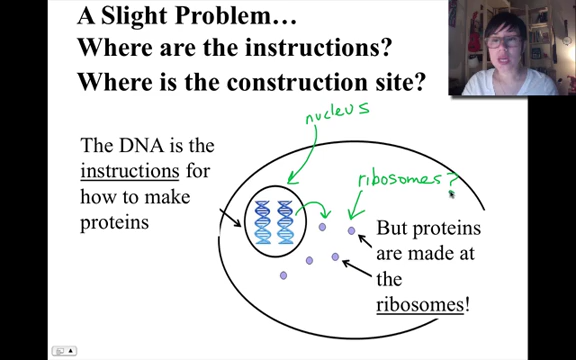 A Slight Problem…
Where are the instructions?
Where is the construction site?
nucleus
The DNA is the
instructions for
how to make
proteins
ribosomes?
But proteins
are made at
the
ribosomes!